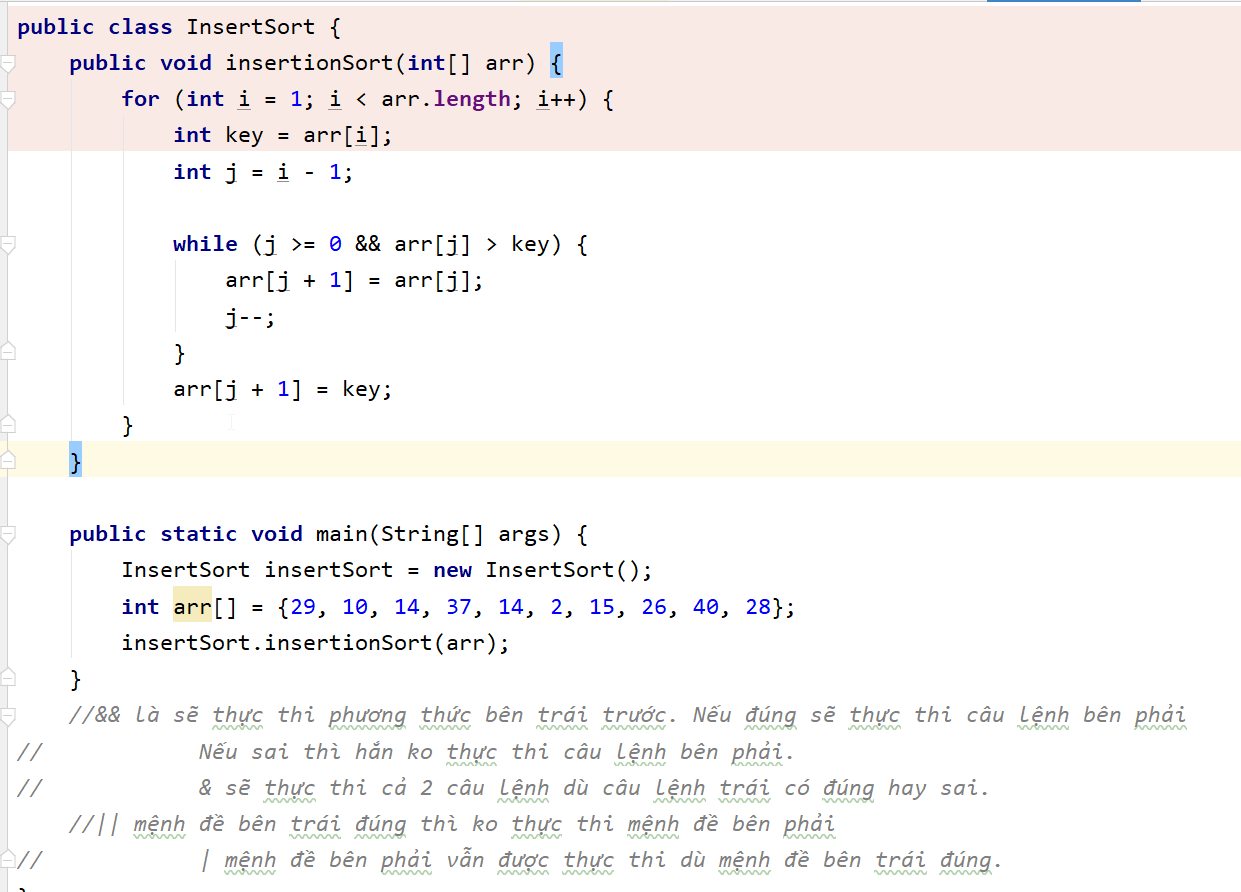 public class InsertSort {
    public void insertionSort(int[] arr) {
        for (int i = 1; i < arr.length; i++) {
            int key = arr[i];
            int j = i - 1;

            while (j >= 0 && arr[j] > key) {
                arr[j + 1] = arr[j];
                j--;
            }
            arr[j + 1] = key;
        }
    }

    public static void main(String[] args) {
        InsertSort insertSort = new InsertSort();
        int arr[] = {29, 10, 14, 37, 14, 2, 15, 26, 40, 28};
        insertSort.insertionSort(arr);
    }
    //&& là sẽ thực thi phương thức bên trái trước. Nếu đúng sẽ thực thi câu lệnh bên phải
//            Nếu sai thì hắn ko thực thi câu lệnh bên phải.
//            & sẽ thực thi cả 2 câu lệnh dù câu lệnh trái có đúng hay sai.
    //|| mệnh đề bên trái đúng thì ko thực thi mệnh đề bên phải
//            | mệnh đề bên phải vẫn được thực thi dù mệnh đề bên trái đúng.